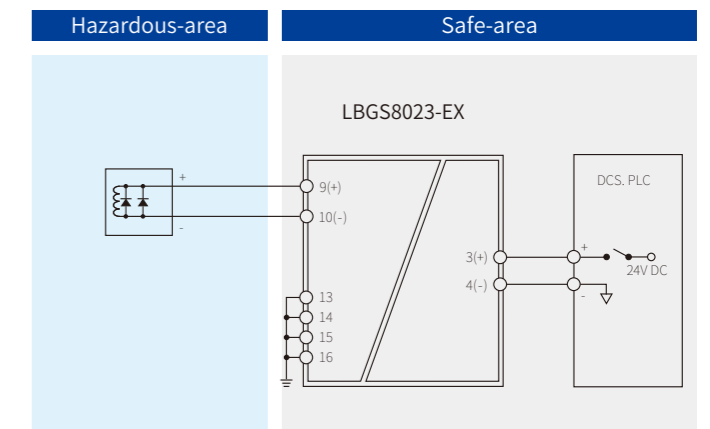 Hazardous-area
Safe-area
LBGS8023-EX
+
-
9(+)
10(-)
13
14
15
16
3(+)
4(-)
DCS. PLC
+
24V DC
-